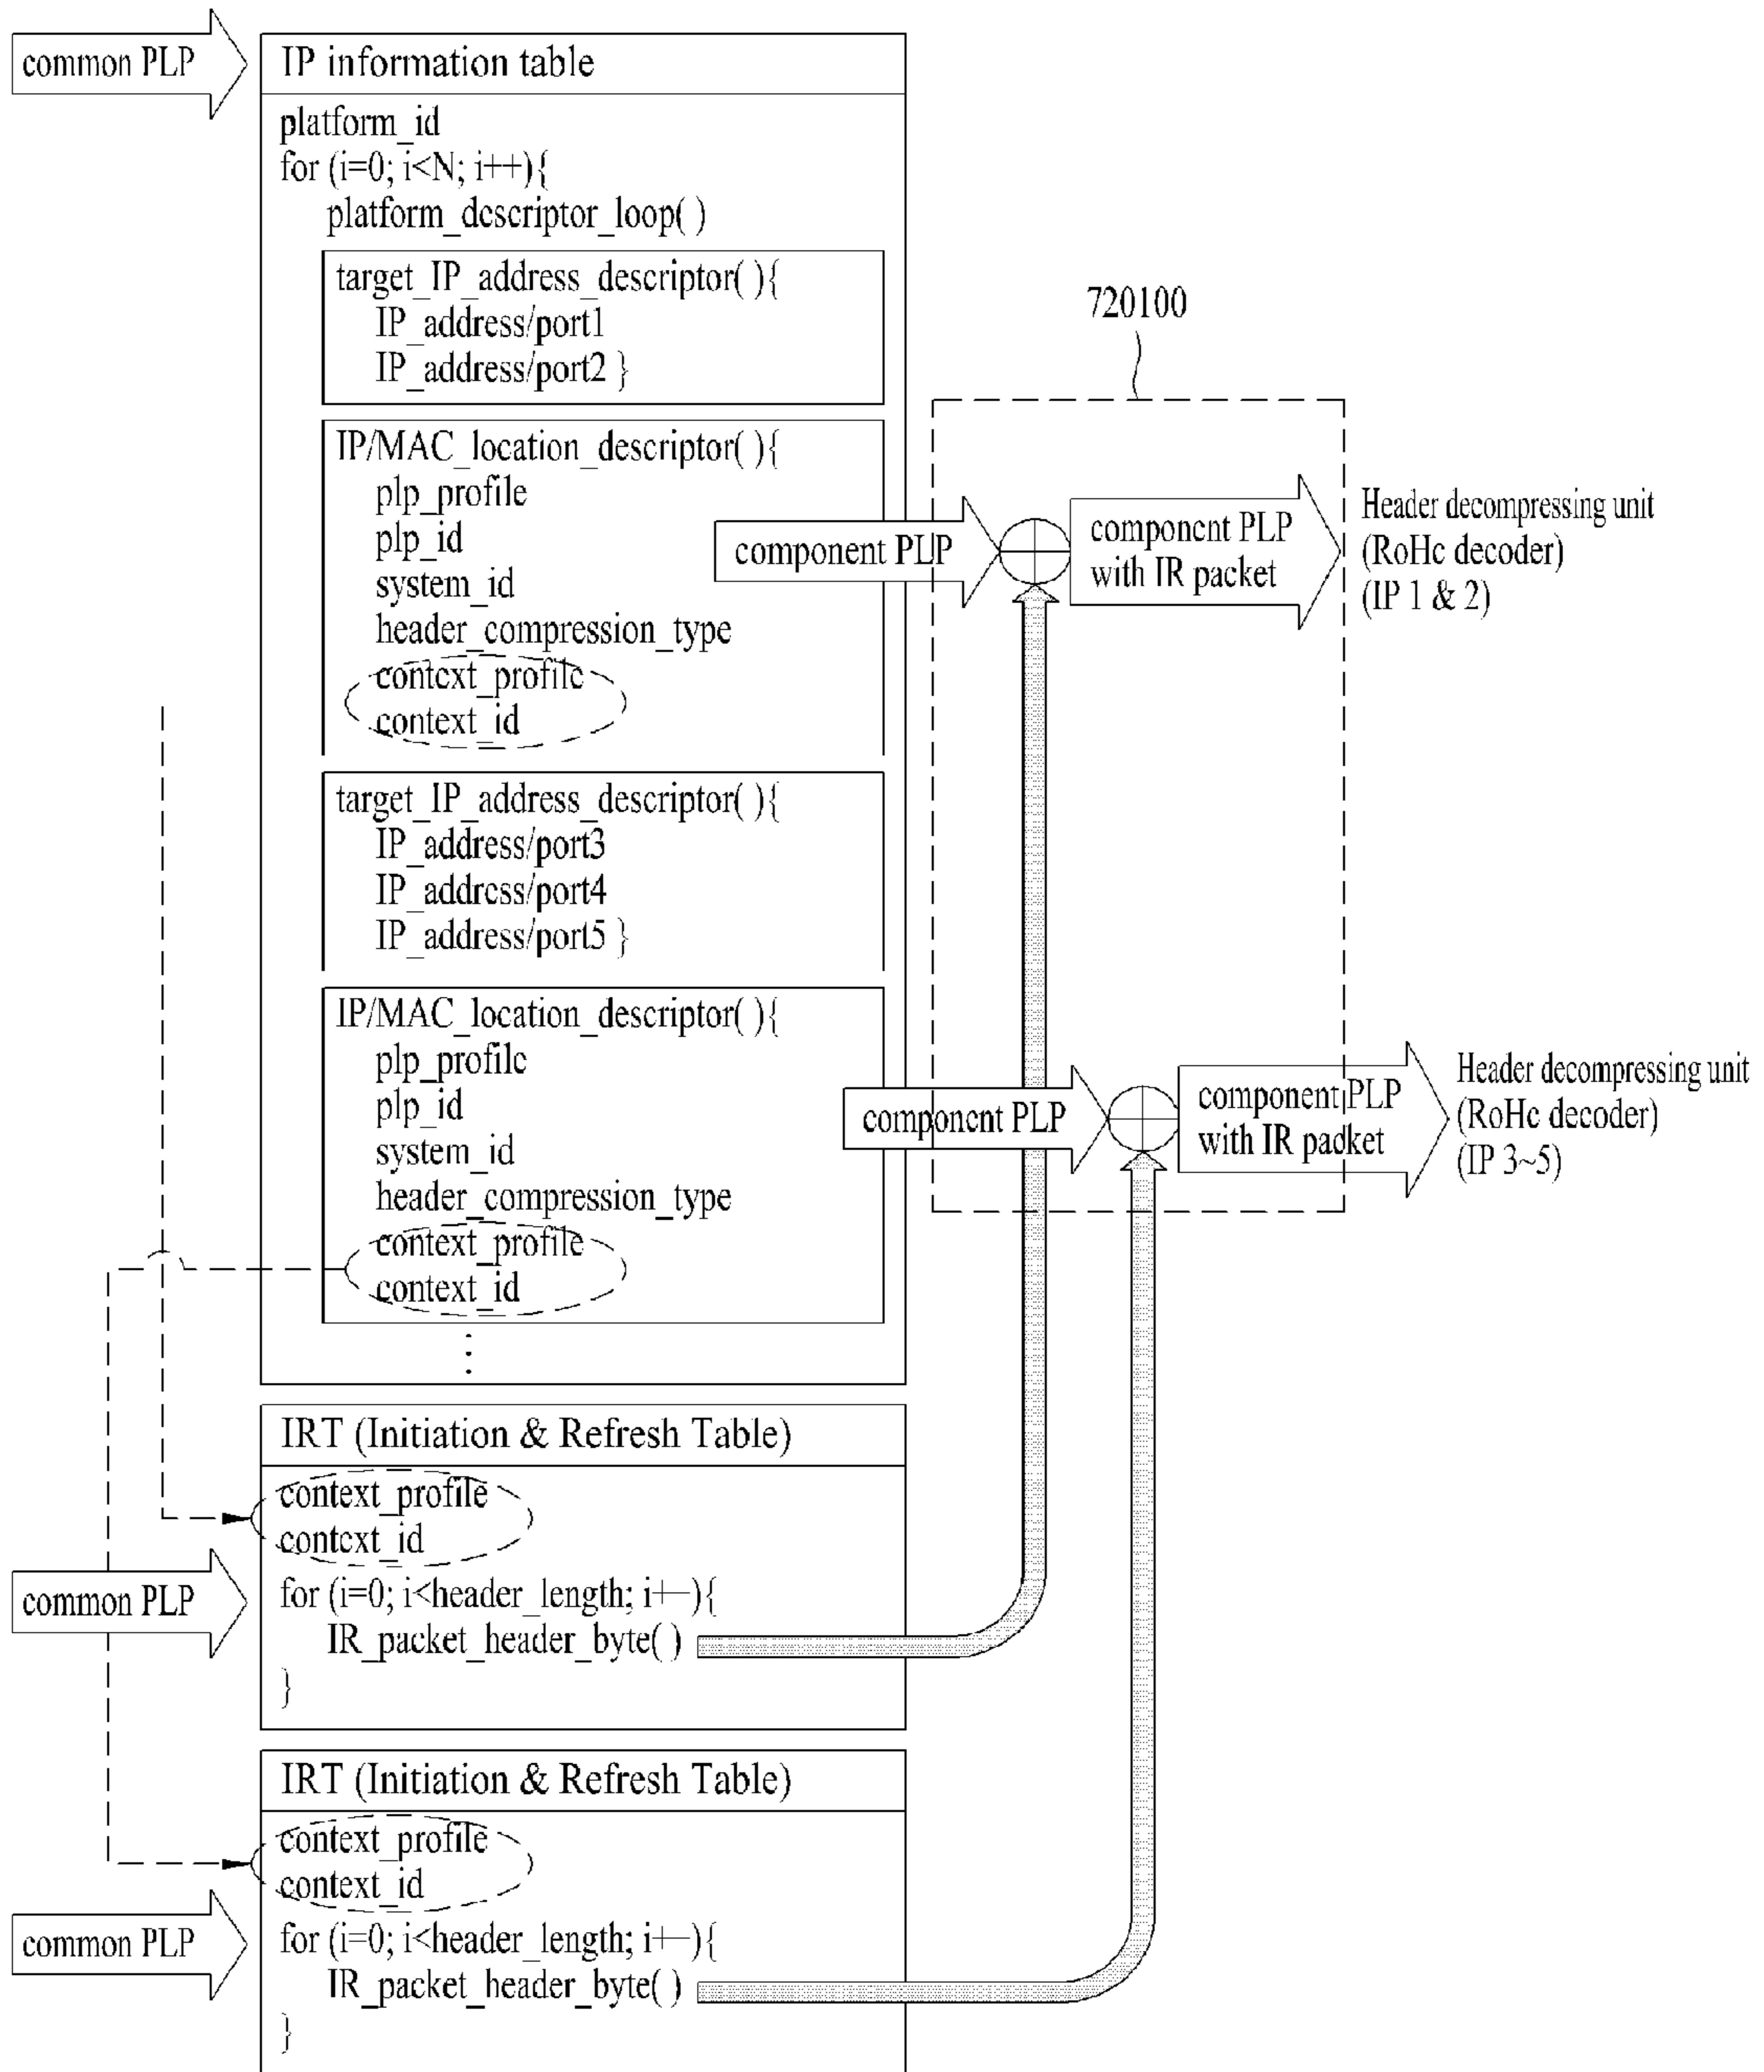 common PLP
IP information table
platform_id
for (i=0; i<N; i++){
platform_descriptor_loop( )
target_IP_address_descriptor( ){
IP_address/port1
IP_address/port2 }
720100
IP/MAC_location_descriptor( ){
plp_profile
plp_id
system_id
header_compression_type
context_profile
context_id
component PLP
component PLP
with IR packet
Header decompressing unit
(RoHc decoder)
(IP 1 & 2)
target_IP_address_descriptor( ){
IP_address/port3
IP_address/port4
IP_address/port5 }
IP/MAC_location_descriptor( ){
plp_profile
plp_id
system_id
header_compression_type
context_profile
context_id
component PLP
component PLP
with IR packet
Header decompressing unit
(RoHc decoder)
(IP 3~5)
IRT (Initiation & Refresh Table)
context_profile
context_id
common PLP
for (i=0; i<header_length; i++){
IR_packet_header_byte( )
}
IRT (Initiation & Refresh Table)
context_profile
context_id
common PLP
for (i=0; i<header_length; i++){
IR_packet_header_byte( )
}